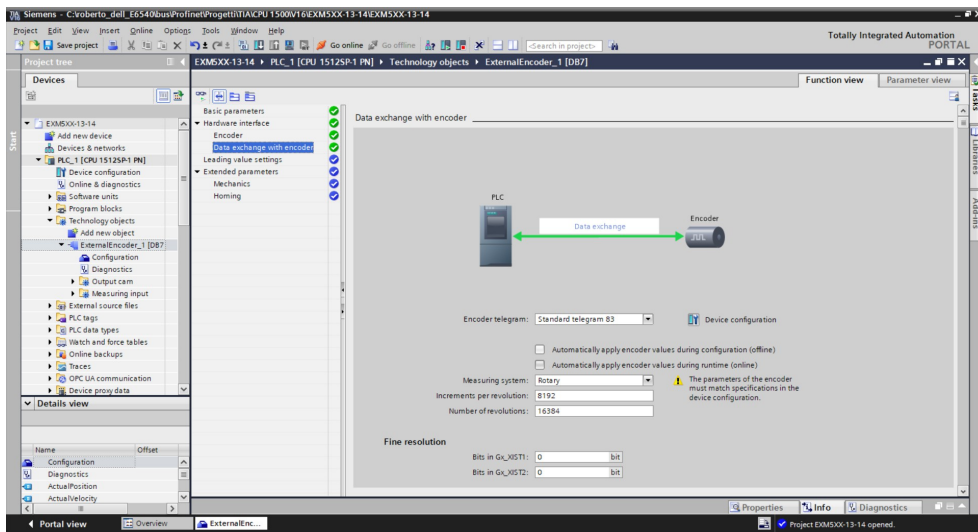 Siemens - C:\roberto_dell_E6540\bus\Profinet\Progetti\TIA\CPU 1500\V16\EXM5XX-13-14\EXM5XX-13-14
Project Edit View Insert Online Options Tools Window Help
Totally Integrated Automation
PORTAL
Save project
Go online
Go offline
<Search in project>
Project tree
EXM5XX-13-14 ▸ PLC_1 [CPU 1512SP-1 PN] ▸ Technology objects ▸ ExternalEncoder_1 [DB7]
Devices
Function view
Parameter view
EXM5XX-13-14
Add new device
Devices & networks
PLC_1 [CPU 1512SP-1 PN]
Device configuration
Online & diagnostics
Software units
Program blocks
Technology objects
Add new object
ExternalEncoder_1 [DB7
Configuration
Diagnostics
Output cam
Measuring input
External source files
PLC tags
PLC data types
Watch and force tables
Online backups
Traces
OPC UA communication
Device proxy data
Details view
Name Offset
Configuration
Diagnostics
ActualPosition
ActualVelocity
Basic parameters
Hardware interface
Encoder
Data exchange with encoder
Leading value settings
Extended parameters
Mechanics
Homing
Data exchange with encoder
PLC
Data exchange
Encoder
Encoder telegram: Standard telegram 83
Device configuration
Automatically apply encoder values during configuration (offline)
Automatically apply encoder values during runtime (online)
Measuring system: Rotary
The parameters of the encoder
must match specifications in the
device configuration.
Increments per revolution: 8192
Number of revolutions: 16384
Fine resolution
Bits in Gx_XIST1: 0 bit
Bits in Gx_XIST2: 0 bit
Start
Tasks
Libraries
Add-ins
Properties
Info
Diagnostics
Portal view
Overview
ExternalEnc...
Project EXM5XX-13-14 opened.